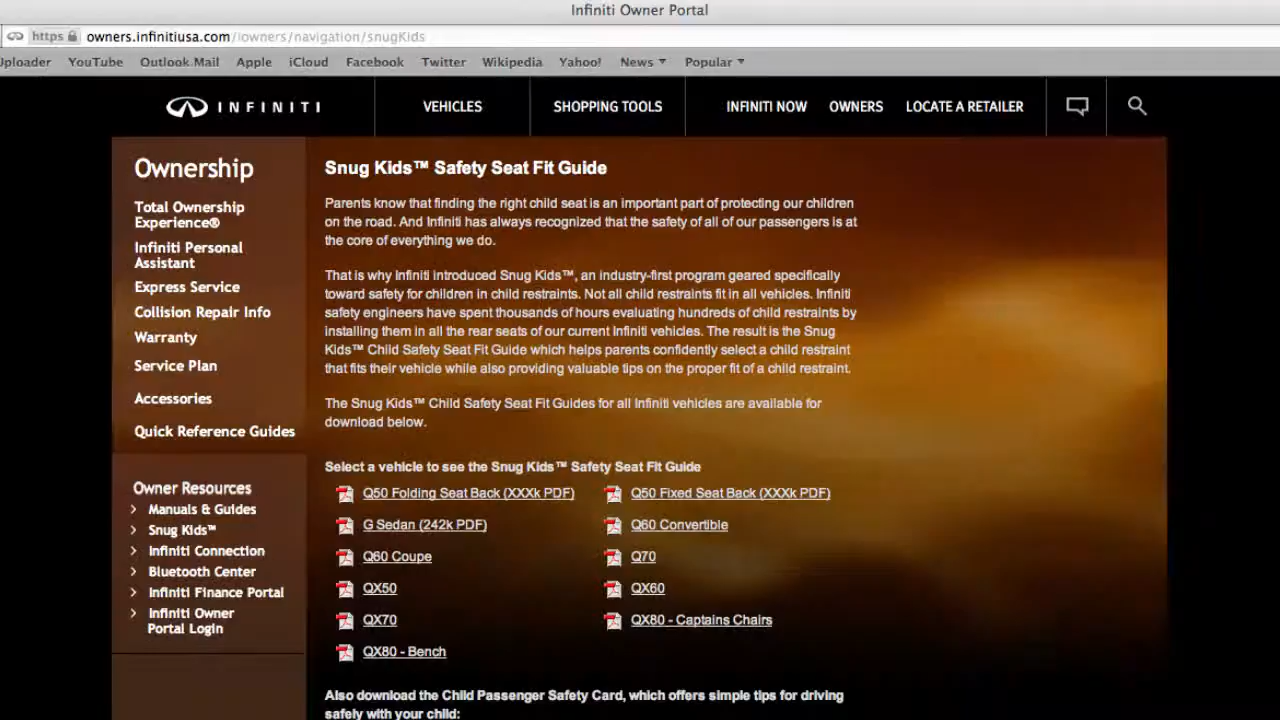 Infiniti Owner Portal
https owners.infinitiusa.com/iowners/navigation/snugKids
Uploader YouTube Outlook Mail Apple iCloud Facebook Twitter Wikipedia Yahoo! News ▼ Popular ▼
INFINITI VEHICLES SHOPPING TOOLS INFINITI NOW OWNERS LOCATE A RETAILER
Ownership
Total Ownership
Experience®
Infiniti Personal
Assistant
Express Service
Collision Repair Info
Warranty
Service Plan
Accessories
Quick Reference Guides
Owner Resources
> Manuals & Guides
> Snug Kids™
> Infiniti Connection
> Bluetooth Center
> Infiniti Finance Portal
> Infiniti Owner
Portal Login
Snug Kids™ Safety Seat Fit Guide
Parents know that finding the right child seat is an important part of protecting our children
on the road. And Infiniti has always recognized that the safety of all of our passengers is at
the core of everything we do.
That is why Infiniti introduced Snug Kids™, an industry-first program geared specifically
toward safety for children in child restraints. Not all child restraints fit in all vehicles. Infiniti
safety engineers have spent thousands of hours evaluating hundreds of child restraints by
installing them in all the rear seats of our current Infiniti vehicles. The result is the Snug
Kids™ Child Safety Seat Fit Guide which helps parents confidently select a child restraint
that fits their vehicle while also providing valuable tips on the proper fit of a child restraint.
The Snug Kids™ Child Safety Seat Fit Guides for all Infiniti vehicles are available for
download below.
Select a vehicle to see the Snug Kids™ Safety Seat Fit Guide
Q50 Folding Seat Back (XXXk PDF) Q50 Fixed Seat Back (XXXk PDF)
G Sedan (242k PDF) Q60 Convertible
Q60 Coupe Q70
QX50 QX60
QX70 QX80 - Captains Chairs
QX80 - Bench
Also download the Child Passenger Safety Card, which offers simple tips for driving
safely with your child: